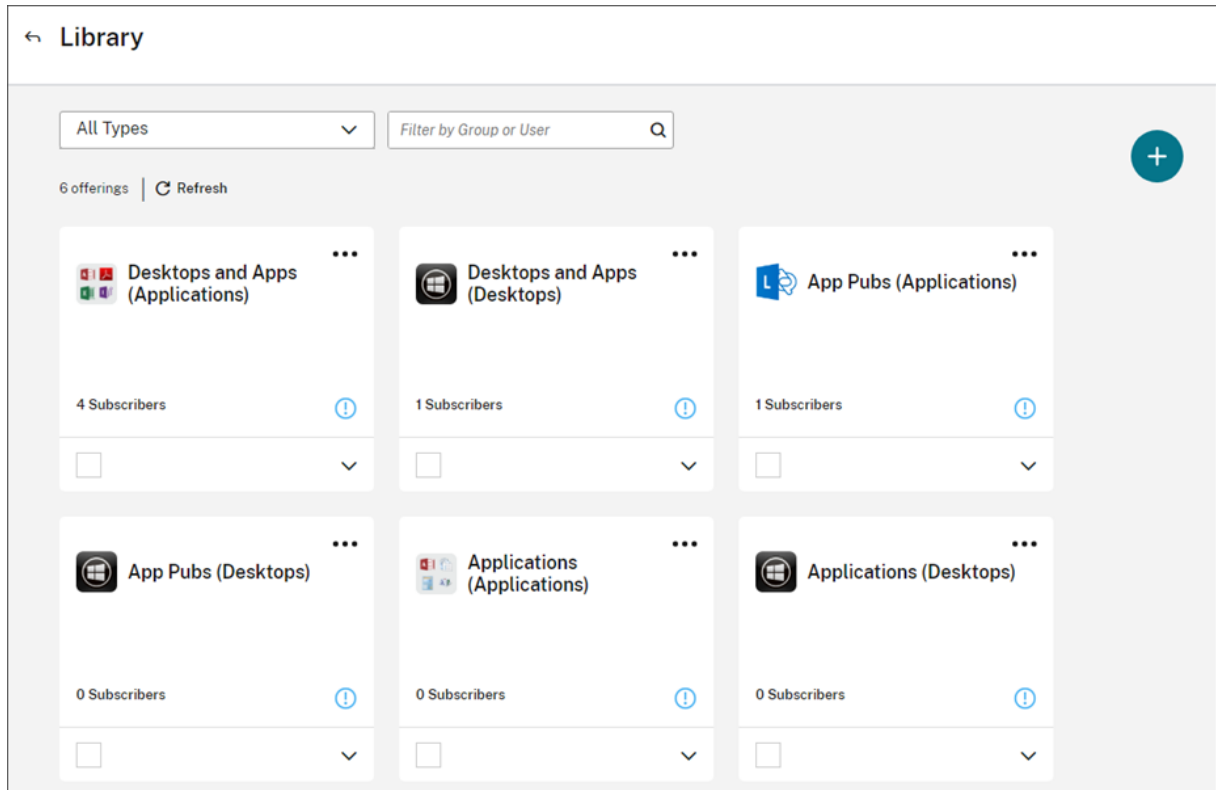 Library
All Types
Filter by Group or User
6 offerings
Refresh
Desktops and Apps
(Applications)
4 Subscribers
Desktops and Apps
(Desktops)
1 Subscribers
App Pubs (Applications)
1 Subscribers
App Pubs (Desktops)
0 Subscribers
Applications
(Applications)
0 Subscribers
Applications (Desktops)
0 Subscribers